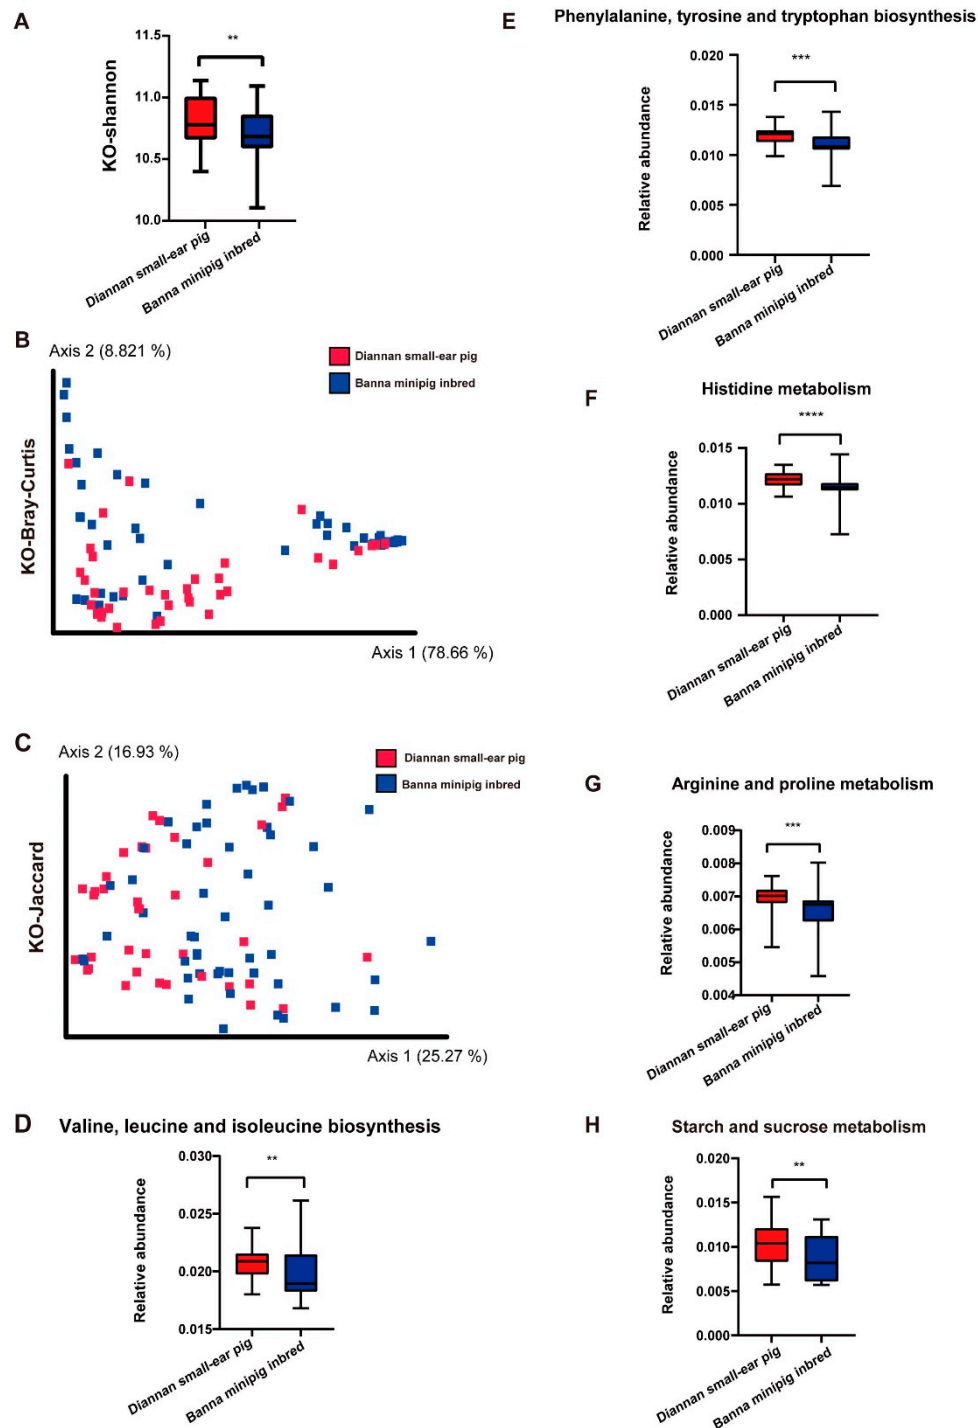 A
KO-shannon
11.5
11.0
10.5
10.0
**
Diannan small-ear pig
Banna minipig inbred
B
Axis 2 (8.821 %)
KO-Bray-Curtis
Diannan small-ear pig
Banna minipig inbred
Axis 1 (78.66 %)
C
Axis 2 (16.93 %)
KO-Jaccard
Diannan small-ear pig
Banna minipig inbred
Axis 1 (25.27 %)
D
Valine, leucine and isoleucine biosynthesis
Relative abundance
0.030
0.025
0.020
0.015
**
Diannan small-ear pig
Banna minipig inbred
E
Phenylalanine, tyrosine and tryptophan biosynthesis
Relative abundance
0.020
0.015
0.010
0.005
0.000
***
Diannan small-ear pig
Banna minipig inbred
F
Histidine metabolism
Relative abundance
0.015
0.010
0.005
0.000
****
Diannan small-ear pig
Banna minipig inbred
G
Arginine and proline metabolism
Relative abundance
0.009
0.008
0.007
0.006
0.005
0.004
***
Diannan small-ear pig
Banna minipig inbred
H
Starch and sucrose metabolism
Relative abundance
0.020
0.015
0.010
0.005
0.000
**
Diannan small-ear pig
Banna minipig inbred